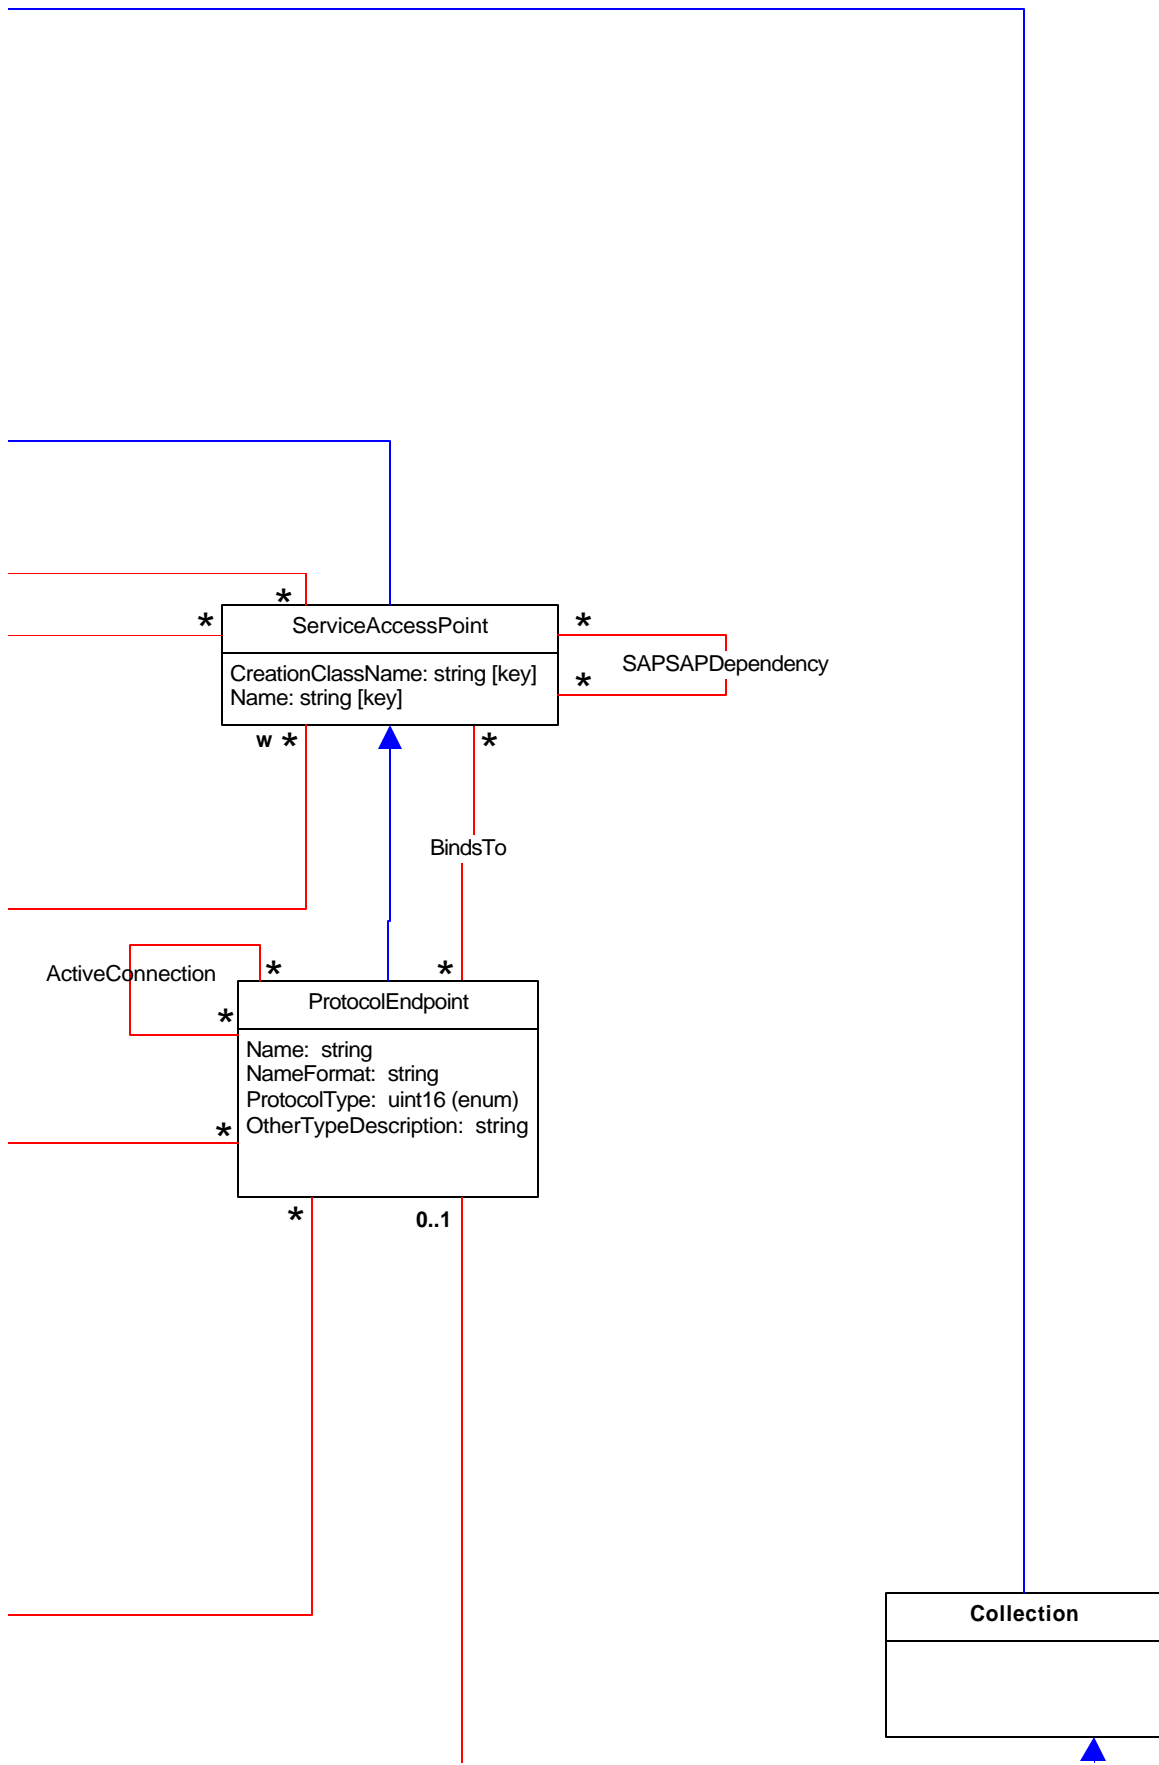 *
*
ServiceAccessPoint
*
CreationClassName: string [key]
Name: string [key]
SAPSAPDependency
*
w *
*
BindsTo
ActiveConnection
*
*
ProtocolEndpoint
*
Name: string
NameFormat: string
ProtocolType: uint16 (enum)
OtherTypeDescription: string
*
*
0..1
Collection